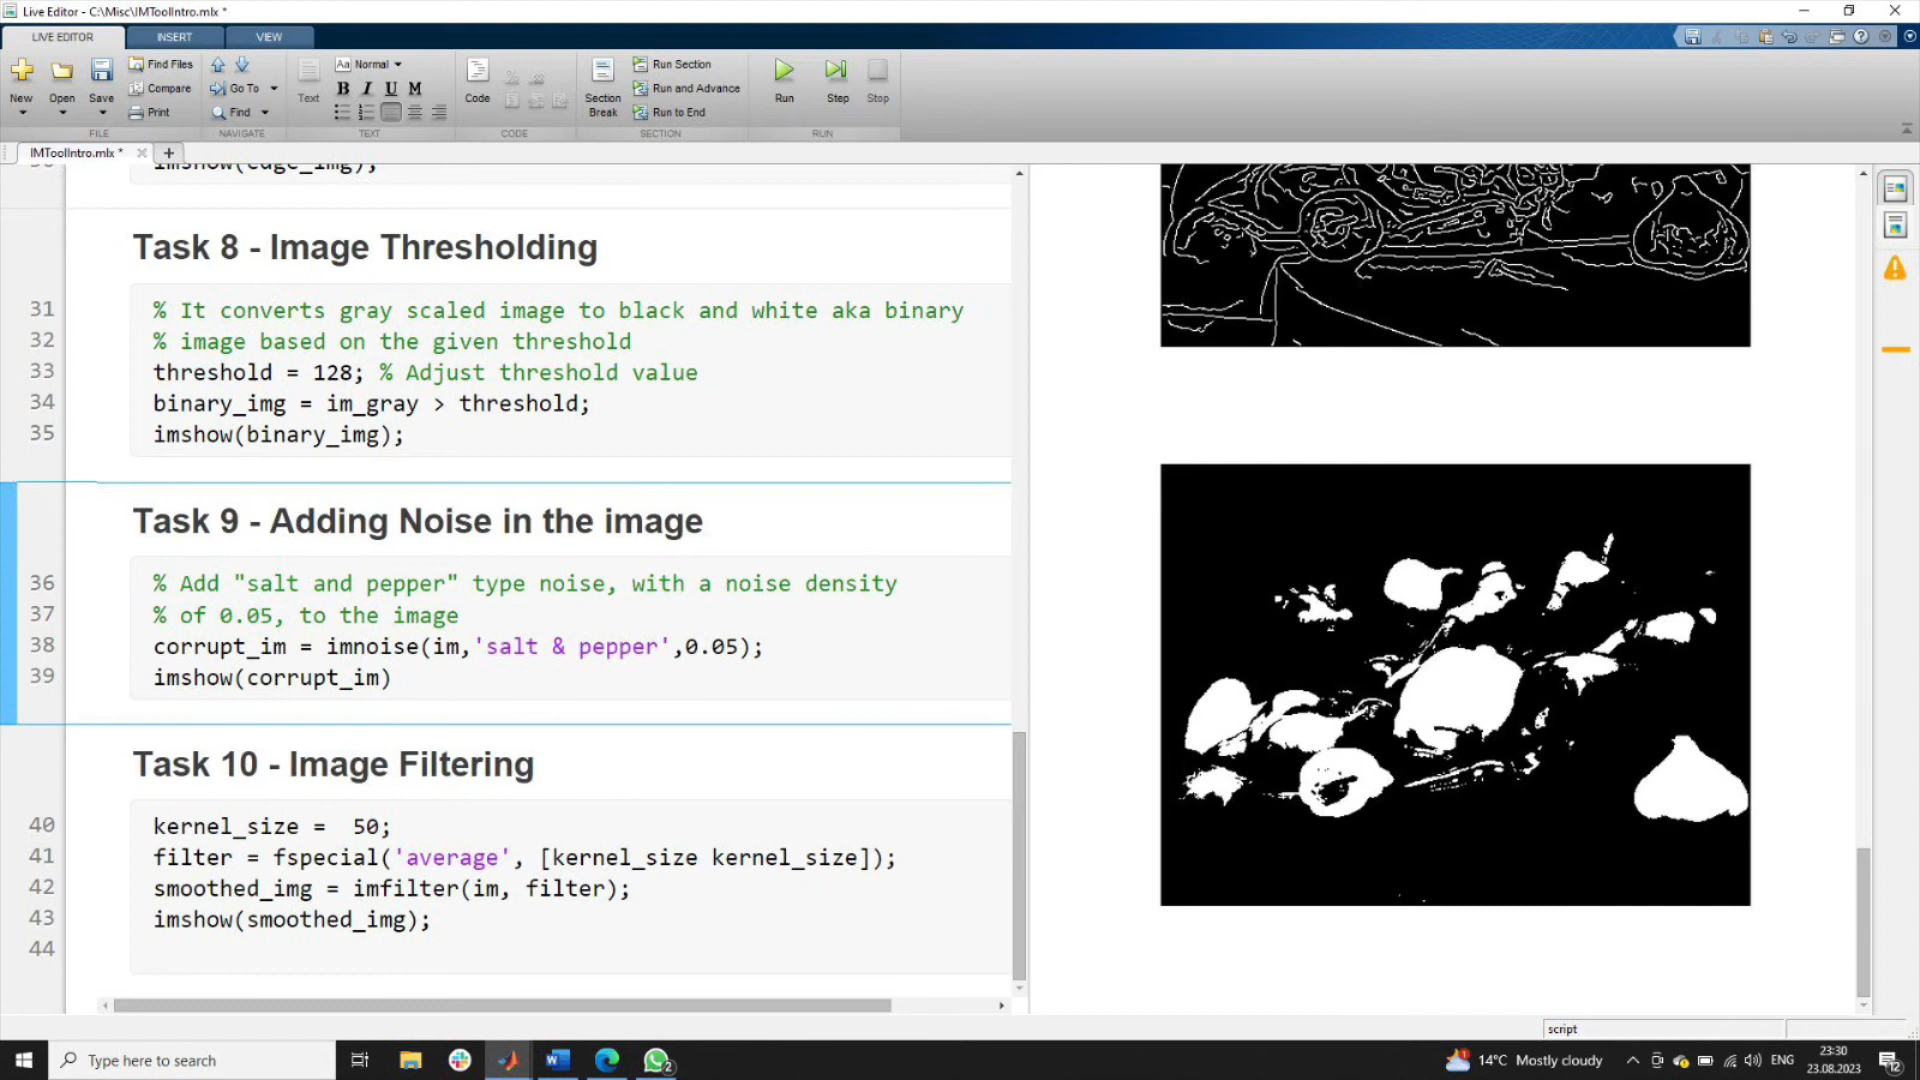 Live Editor - C:\Misc\IMToolIntro.mlx *
LIVE EDITOR INSERT VIEW
New Open Save Find Files Compare Print
FILE
Go To Find
NAVIGATE
Text Aa Normal B I U M
TEXT
Code
CODE
Section Break Run Section Run and Advance Run to End
SECTION
Run Step Stop
RUN
IMToolIntro.mlx * +
imshow(edge_img);
Task 8 - Image Thresholding
31 % It converts gray scaled image to black and white aka binary
32 % image based on the given threshold
33 threshold = 128; % Adjust threshold value
34 binary_img = im_gray > threshold;
35 imshow(binary_img);
Task 9 - Adding Noise in the image
36 % Add "salt and pepper" type noise, with a noise density
37 % of 0.05, to the image
38 corrupt_im = imnoise(im,'salt & pepper',0.05);
39 imshow(corrupt_im)
Task 10 - Image Filtering
40 kernel_size =  50;
41 filter = fspecial('average', [kernel_size kernel_size]);
42 smoothed_img = imfilter(im, filter);
43 imshow(smoothed_img);
44
script
Type here to search
2
14°C Mostly cloudy ENG
23:30
23.08.2023
12